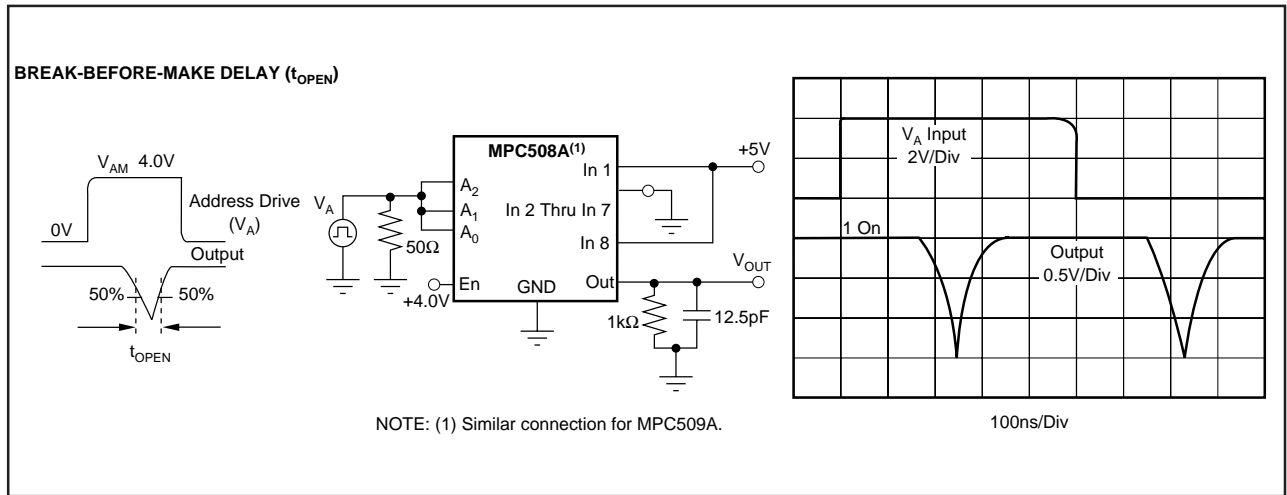 BREAK-BEFORE-MAKE DELAY (tOPEN)
VAM 4.0V
0V
Address Drive
(VA)
Output
50%
50%
tOPEN
VA
50Ω
+4.0V
MPC508A(1)
A2
A1
A0
En
GND
In 1
In 2 Thru In 7
In 8
Out
+5V
VOUT
1kΩ
12.5pF
NOTE: (1) Similar connection for MPC509A.
VA Input
2V/Div
1 On
Output
0.5V/Div
100ns/Div